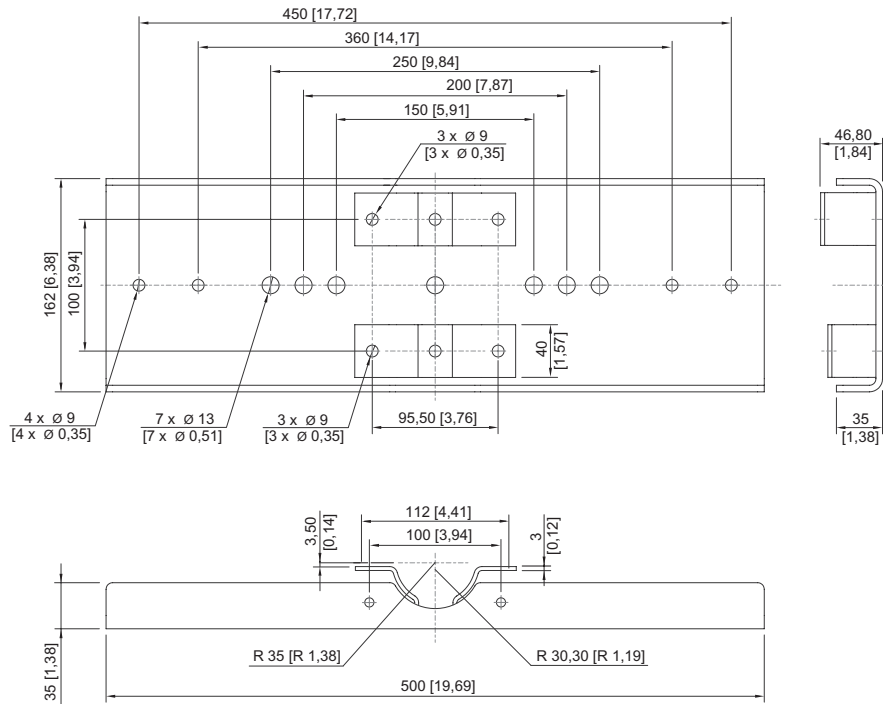 450 [17,72]
360 [14,17]
250 [9,84]
200 [7,87]
150 [5,91]
3 x Ø 9
[3 x Ø 0,35]
46,80
[1,84]
162 [6,38]
100 [3,94]
40
[1,57]
4 x Ø 9
[4 x Ø 0,35]
7 x Ø 13
[7 x Ø 0,51]
3 x Ø 9
[3 x Ø 0,35]
95,50 [3,76]
35
[1,38]
3,50
[0,14]
112 [4,41]
100 [3,94]
3
[0,12]
35 [1,38]
R 35 [R 1,38]
R 30,30 [R 1,19]
500 [19,69]